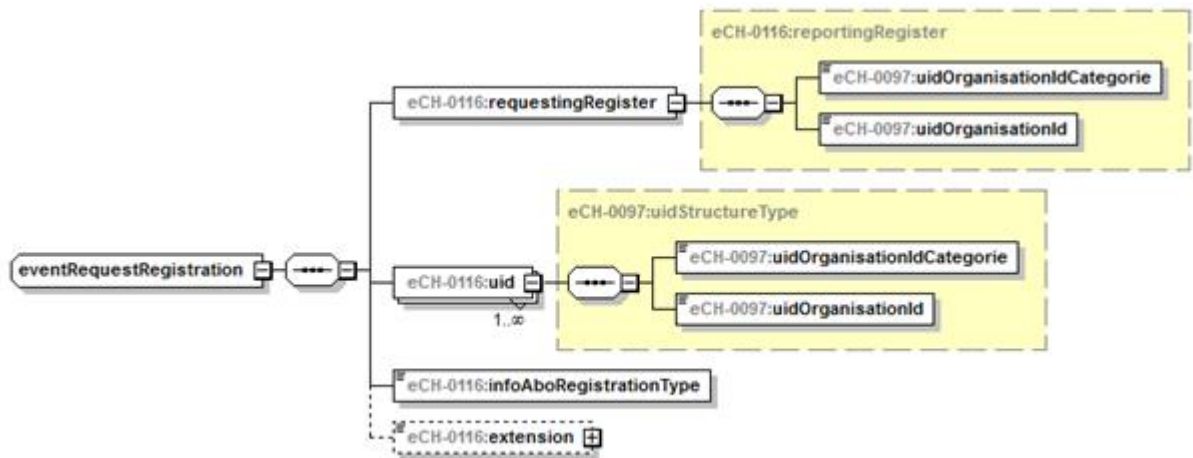 eCH-0116:reportingRegister
eCH-0097:uidOrganisationIdCategorie
eCH-0116:requestingRegister
eCH-0097:uidOrganisationId
eCH-0097:uidStructureType
eCH-0097:uidOrganisationIdCategorie
eventRequestRegistration
eCH-0116:uid
eCH-0097:uidOrganisationId
1..∞
eCH-0116:infoAboRegistrationType
eCH-0116:extension